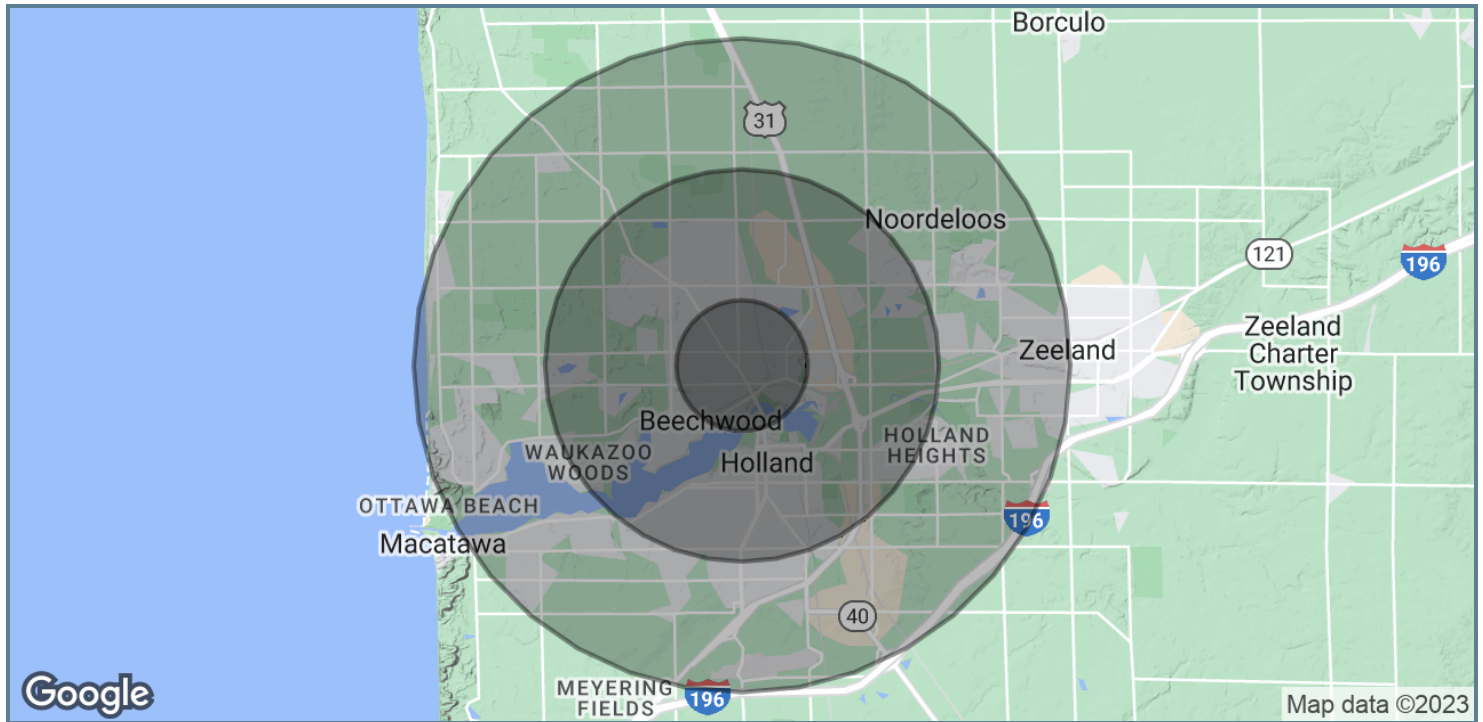 Borculo
31
Noordeloos
121
196
Zeeland
Charter
Township
Zeeland
Beechwood
HOLLAND
HEIGHTS
WAUKAZOO
WOODS
Holland
OTTAWA BEACH
196
Macatawa
40
MEYERING
FIELDS
196
Google
Map data ©2023